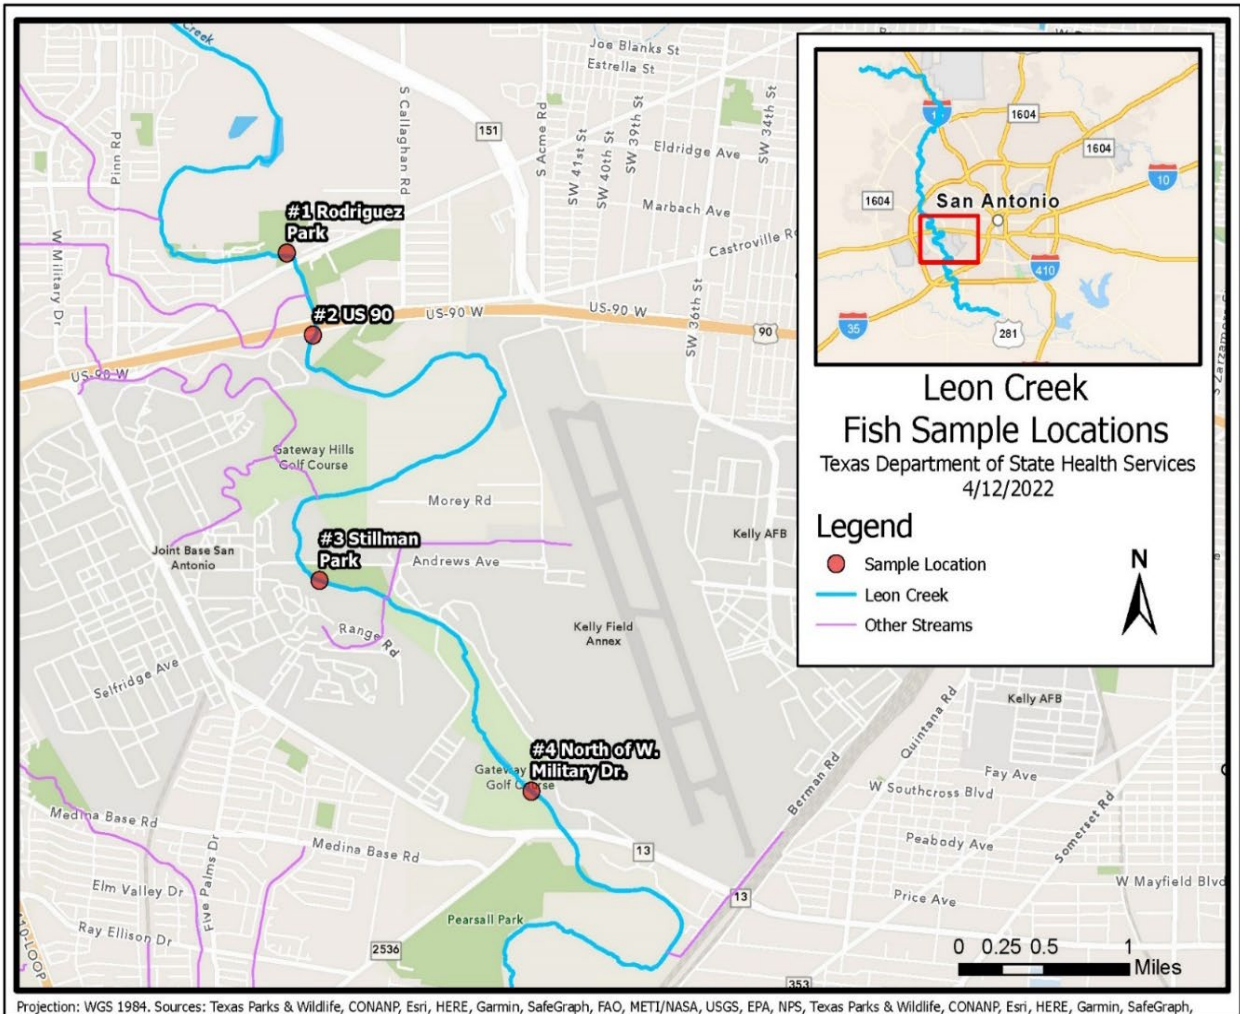 Creek
Joe Blanks St
Estrella St
S Callaghan Rd
S Acme Rd
SW 41st St
SW 40th St
SW 39th St
SW 34th St
Pinn Rd
151
Eldridge Ave
Marbach Ave
#1 Rodriguez
Park
W Military Dr
Castroville Rd
#2 US 90
US-90 W
US-90 W
90
SW 36th St
US-90 W
Gateway Hills
Golf Course
Morey Rd
#3 Stillman
Park
Joint Base San
Antonio
Andrews Ave
Kelly AFB
Range Rd
Kelly Field
Annex
Selfridge Ave
#4 North of W.
Military Dr.
Gateway
Golf Course
Berman Rd
Quintana Rd
Kelly AFB
Fay Ave
W Southcross Blvd
Somerset Rd
Peabody Ave
Medina Base Rd
Medina Base Rd
13
13
W Mayfield Blvd
Price Ave
Elm Valley Dr
Five Palms Dr
Ray Ellison Dr
Pearsall Park
2536
353
10-LOOP
S Zarzamora S
1604
1604
1604
10
San Antonio
410
35
281
Leon Creek
Fish Sample Locations
Texas Department of State Health Services
4/12/2022
Legend
Sample Location
Leon Creek
Other Streams
N
0 0.25 0.5 1
Miles
Projection: WGS 1984. Sources: Texas Parks & Wildlife, CONANP, Esri, HERE, Garmin, SafeGraph, FAO, METI/NASA, USGS, EPA, NPS, Texas Parks & Wildlife, CONANP, Esri, HERE, Garmin, SafeGraph,